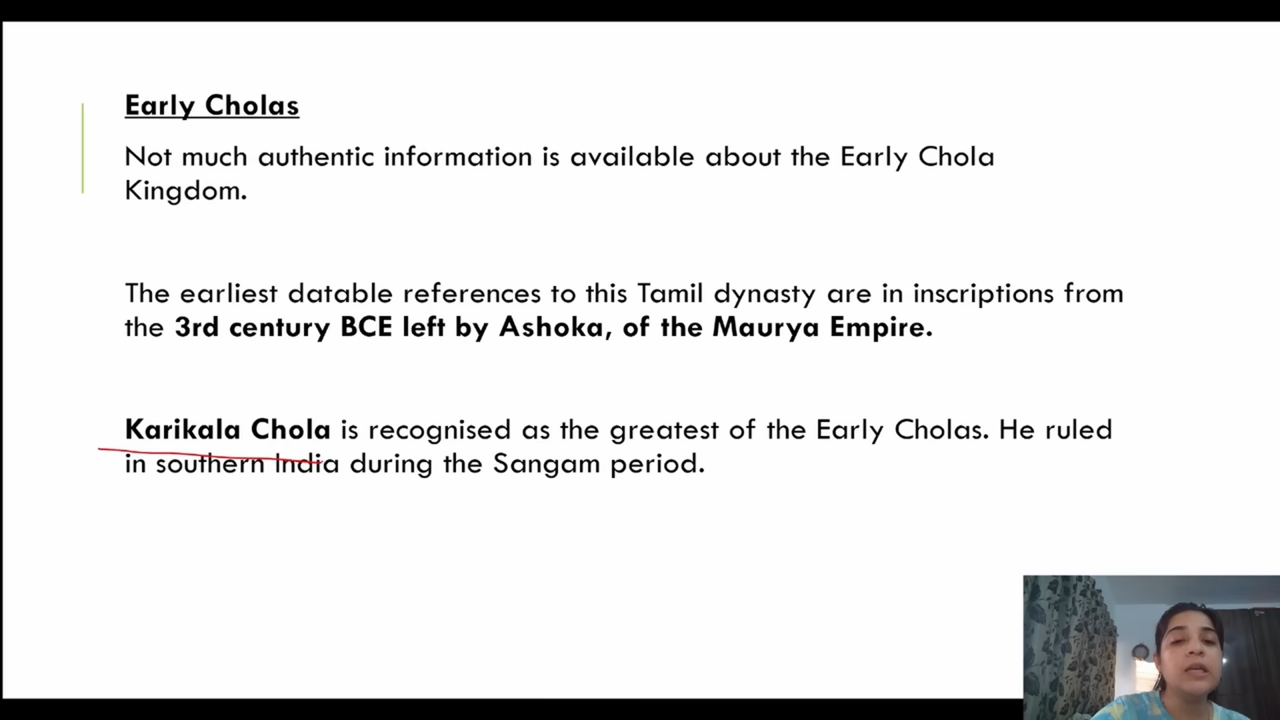 Early Cholas
Not much authentic information is available about the Early Chola
Kingdom.
The earliest datable references to this Tamil dynasty are in inscriptions from
the 3rd century BCE left by Ashoka, of the Maurya Empire.
Karikala Chola is recognised as the greatest of the Early Cholas. He ruled
in southern India during the Sangam period.